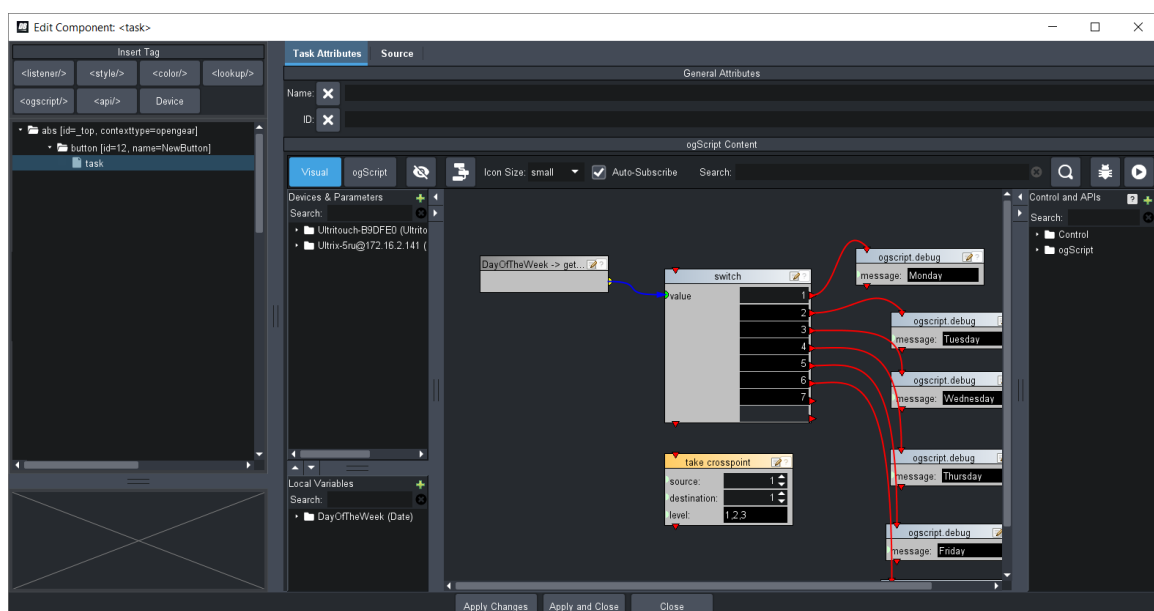 Edit Component: <task>
Insert Tag
<listener/> <style/> <color/> <lookup/>
<ogscript/> <api/> Device
abs [id=_top, contexttype=opengear]
button [id=12, name=NewButton]
task
Task Attributes Source
General Attributes
Name:
ID:
ogScript Content
Visual ogScript Icon Size: small Auto-Subscribe Search:
Devices & Parameters
Search:
Ultritouch-B9DFE0 (Ultrito
Ultrix-5ru@172.16.2.141 (
Local Variables
Search:
DayOfTheWeek (Date)
DayOfTheWeek -> get...
switch
value
1
2
3
4
5
6
7
take crosspoint
source: 1
destination: 1
level: 1,2,3
ogscript.debug
message: Monday
ogscript.debug
message: Tuesday
ogscript.debug
message: Wednesday
ogscript.debug
message: Thursday
ogscript.debug
message: Friday
Control and APIs
Search:
Control
ogScript
Apply Changes Apply and Close Close